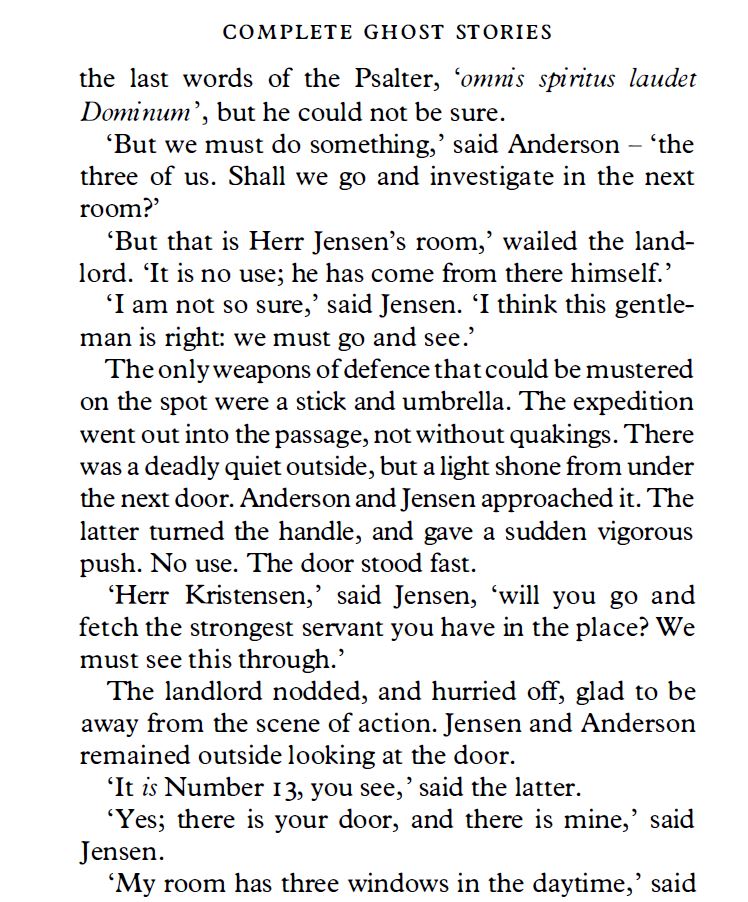 COMPLETE GHOST STORIES
the last words of the Psalter, ‘omnis spiritus laudet
Dominum’, but he could not be sure.
‘But we must do something,’ said Anderson – ‘the
three of us. Shall we go and investigate in the next
room?’
‘But that is Herr Jensen’s room,’ wailed the land-
lord. ‘It is no use; he has come from there himself.’
‘I am not so sure,’ said Jensen. ‘I think this gentle-
man is right: we must go and see.’
The only weapons of defence that could be mustered
on the spot were a stick and umbrella. The expedition
went out into the passage, not without quakings. There
was a deadly quiet outside, but a light shone from under
the next door. Anderson and Jensen approached it. The
latter turned the handle, and gave a sudden vigorous
push. No use. The door stood fast.
‘Herr Kristensen,’ said Jensen, ‘will you go and
fetch the strongest servant you have in the place? We
must see this through.’
The landlord nodded, and hurried off, glad to be
away from the scene of action. Jensen and Anderson
remained outside looking at the door.
‘It is Number 13, you see,’ said the latter.
‘Yes; there is your door, and there is mine,’ said
Jensen.
‘My room has three windows in the daytime,’ said